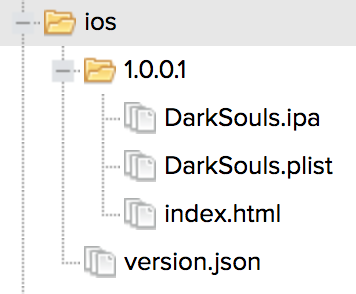 ios
1.0.0.1
DarkSouls.ipa
DarkSouls.plist
index.html
version.json